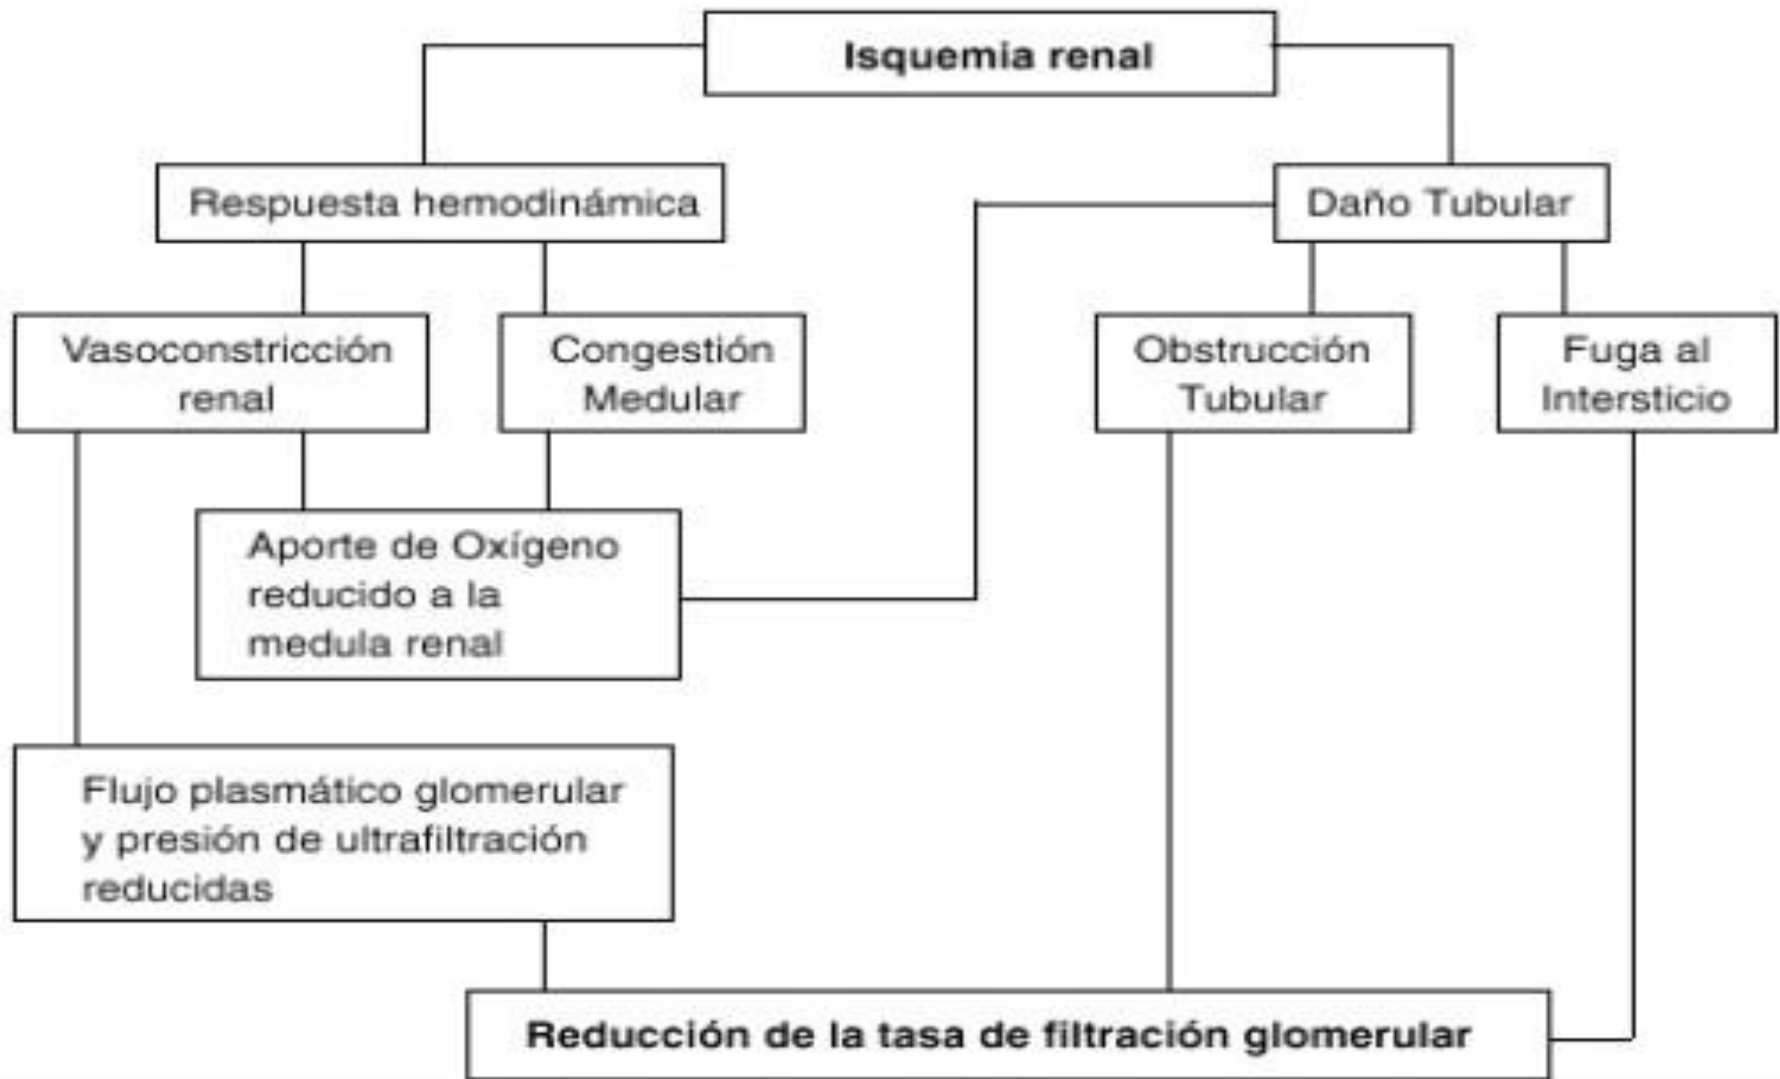 Isquemia renal
Respuesta hemodinámica
Daño Tubular
Vasoconstricción
renal
Congestión
Medular
Obstrucción
Tubular
Fuga al
Intersticio
Aporte de Oxígeno
reducido a la
medula renal
Flujo plasmático glomerular
y presión de ultrafiltración
reducidas
Reducción de la tasa de filtración glomerular